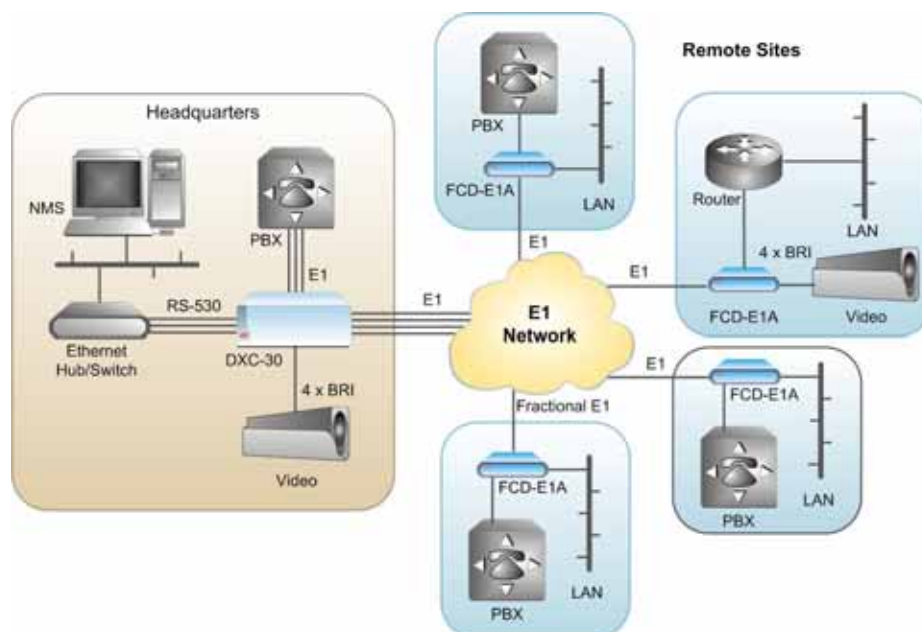 Headquarters
NMS
PBX
E1
RS-530
Ethernet
Hub/Switch
DXC-30
4 x BRI
Video
E1
E1
Network
E1
PBX
FCD-E1A
LAN
Remote Sites
Router
LAN
4 x BRI
E1
FCD-E1A
Video
E1
FCD-E1A
PBX
LAN
Fractional E1
FCD-E1A
PBX
LAN